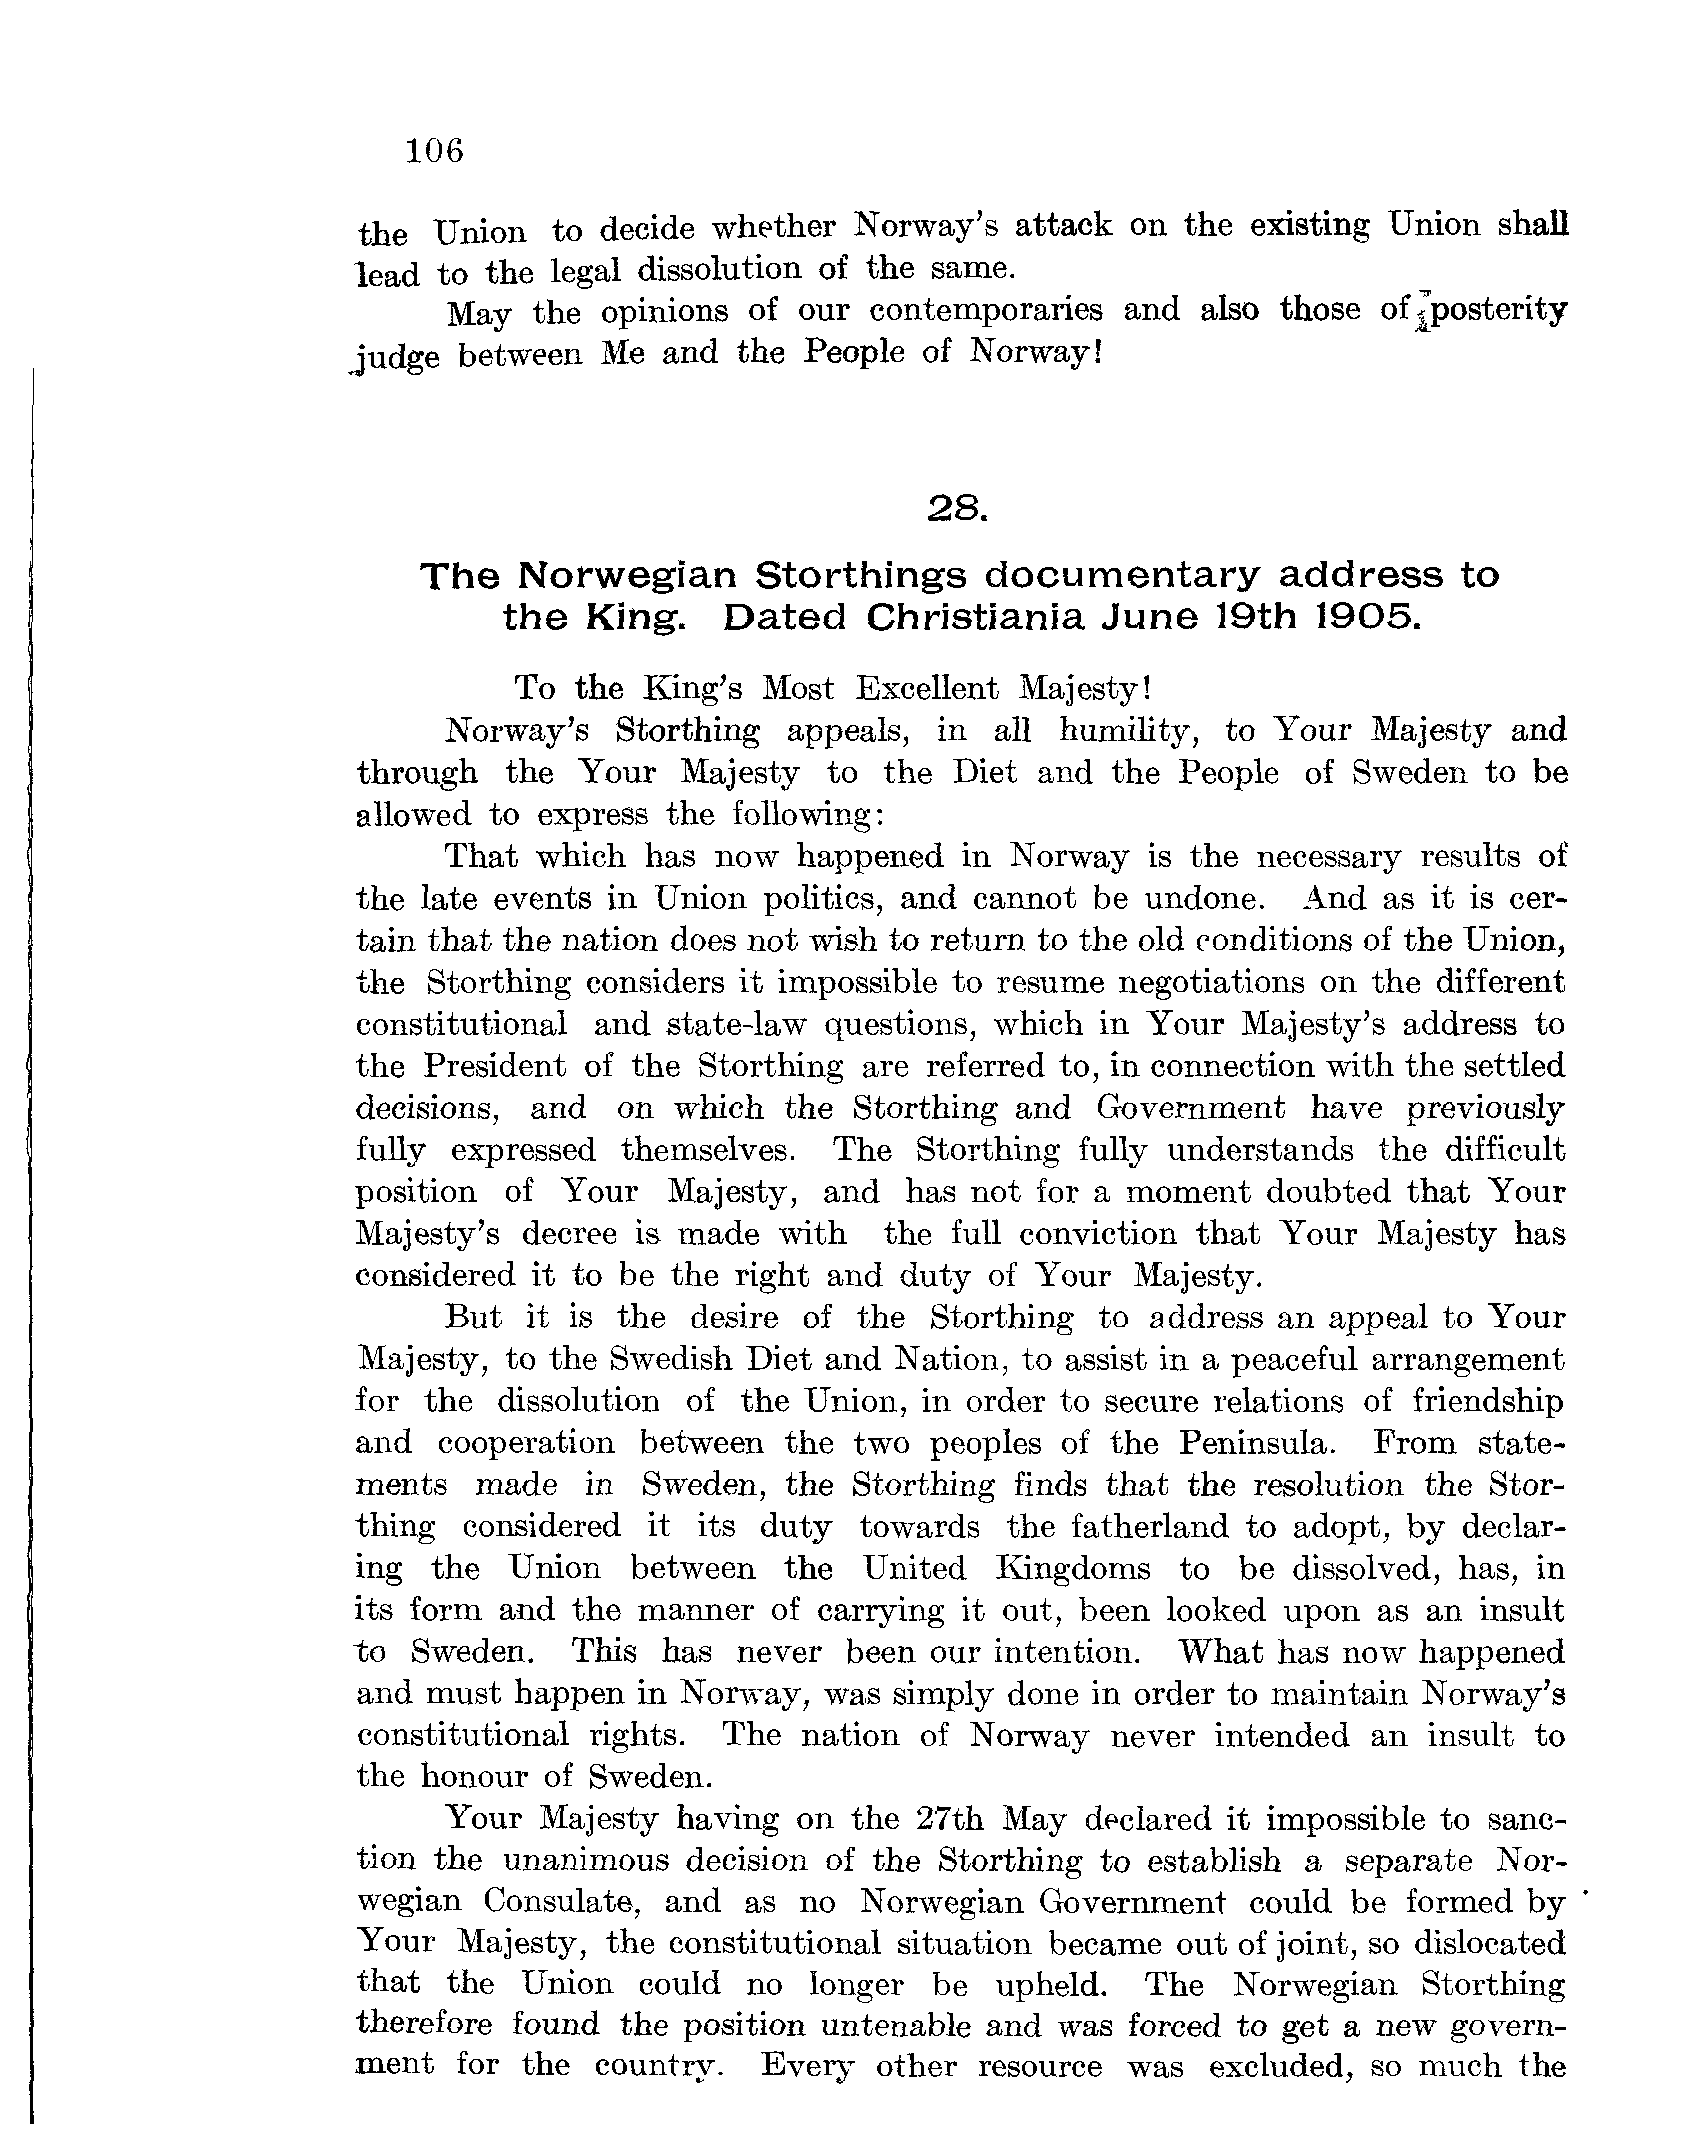 106
the Union to decide whether Norway's attack on the existing Union shall
lead to the legal dissolution of the same.
May the opinions of our contemporaries and also those of posterity
judge between Me and the People of Norway!
28.
The Norwegian Storthings documentary address to
the King. Dated Christiania June 19th 1905.
To the King's Most Excellent Majesty!
Norway's Storthing appeals, in all humility, to Your Majesty and
through the Your Majesty to the Diet and the People of Sweden to be
allowed to express the following:
That which has now happened in Norway is the necessary results of
the late events in Union politics, and cannot be undone. And as it is cer-
tain that the nation does not wish to return to the old conditions of the Union,
the Storthing considers it impossible to resume negotiations on the different
constitutional and state-law questions, which in Your Majesty's address to
the President of the Storthing are referred to, in connection with the settled
decisions, and on which the Storthing and Government have previously
fully expressed themselves. The Storthing fully understands the difficult
position of Your Majesty, and has not for a moment doubted that Your
Majesty's decree is made with the full conviction that Your Majesty has
considered it to be the right and duty of Your Majesty.
But it is the desire of the Storthing to address an appeal to Your
Majesty, to the Swedish Diet and Nation, to assist in a peaceful arrangement
for the dissolution of the Union, in order to secure relations of friendship
and cooperation between the two peoples of the Peninsula. From state-
ments made in Sweden, the Storthing finds that the resolution the Stor-
thing considered it its duty towards the fatherland to adopt, by declar-
ing the Union between the United Kingdoms to be dissolved, has, in
its form and the manner of carrying it out, been looked upon as an insult
to Sweden. This has never been our intention. What has now happened
and must happen in Norway, was simply done in order to maintain Norway's
constitutional rights. The nation of Norway never intended an insult to
the honour of Sweden.
Your Majesty having on the 27th May declared it impossible to sanc-
tion the unanimous decision of the Storthing to establish a separate Nor-
wegian Consulate, and as no Norwegian Government could be formed by
Your Majesty, the constitutional situation became out of joint, so dislocated
that the Union could no longer be upheld. The Norwegian Storthing
therefore found the position untenable and was forced to get a new govern-
ment for the country. Every other resource was excluded, so much the